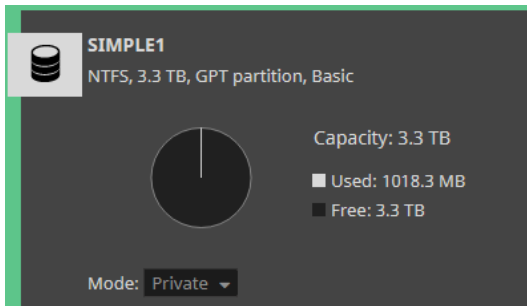 SIMPLE1
NTFS, 3.3 TB, GPT partition, Basic
Capacity: 3.3 TB
Used: 1018.3 MB
Free: 3.3 TB
Mode: Private